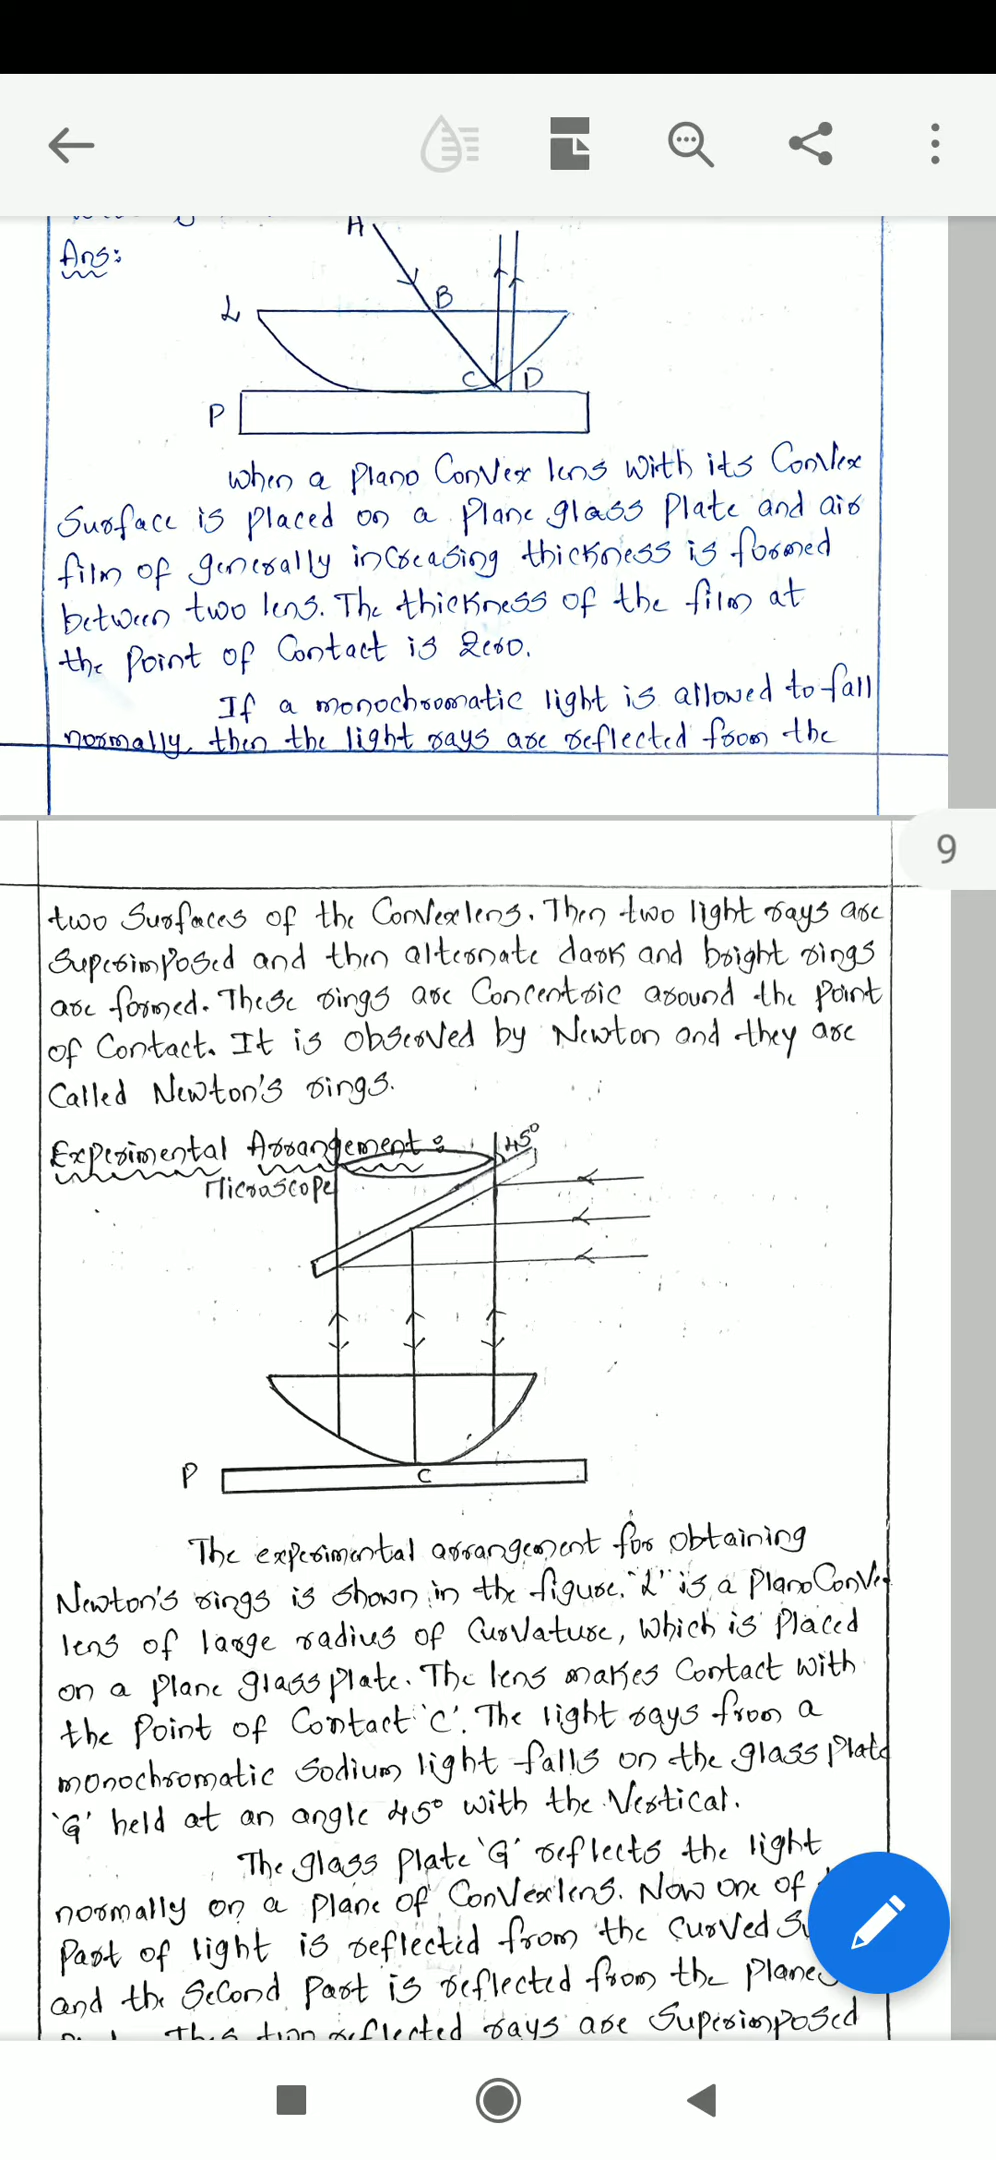 A
Ans:
B
L
C D
P
when a Plano Convex lens with its Convex
Surface is placed on a plane glass Plate and air
film of generally increasing thickness is formed
between two lens. The thickness of the film at
the Point of Contact is Zero.
If a monochromatic light is allowed to fall
normally, then the light rays are reflected from the
9
two Surfaces of the Convexlens. Then two light rays are
Superimposed and then alternate dark and bright rings
are formed. These rings are Concentric around the Point
of Contact. It is observed by Newton and they are
Called Newton's rings.
Experimental Arrangement:
45°
Microscope
P
C
The experimental arrangement for obtaining
Newton's rings is shown in the figure. "L" is a Plano Convex
lens of large radius of Curvature, which is Placed
on a plane glass plate. The lens makes Contact with
the Point of Contact 'C'. The light rays from a
monochromatic Sodium light falls on the glass Plate
'G' held at an angle 45° with the Vertical.
The glass Plate 'G' reflects the light
normally on a plane of Convexlens. Now one of
Part of light is reflected from the Curved
and the Second Part is reflected from the Plane
This two reflected rays are Superimposed